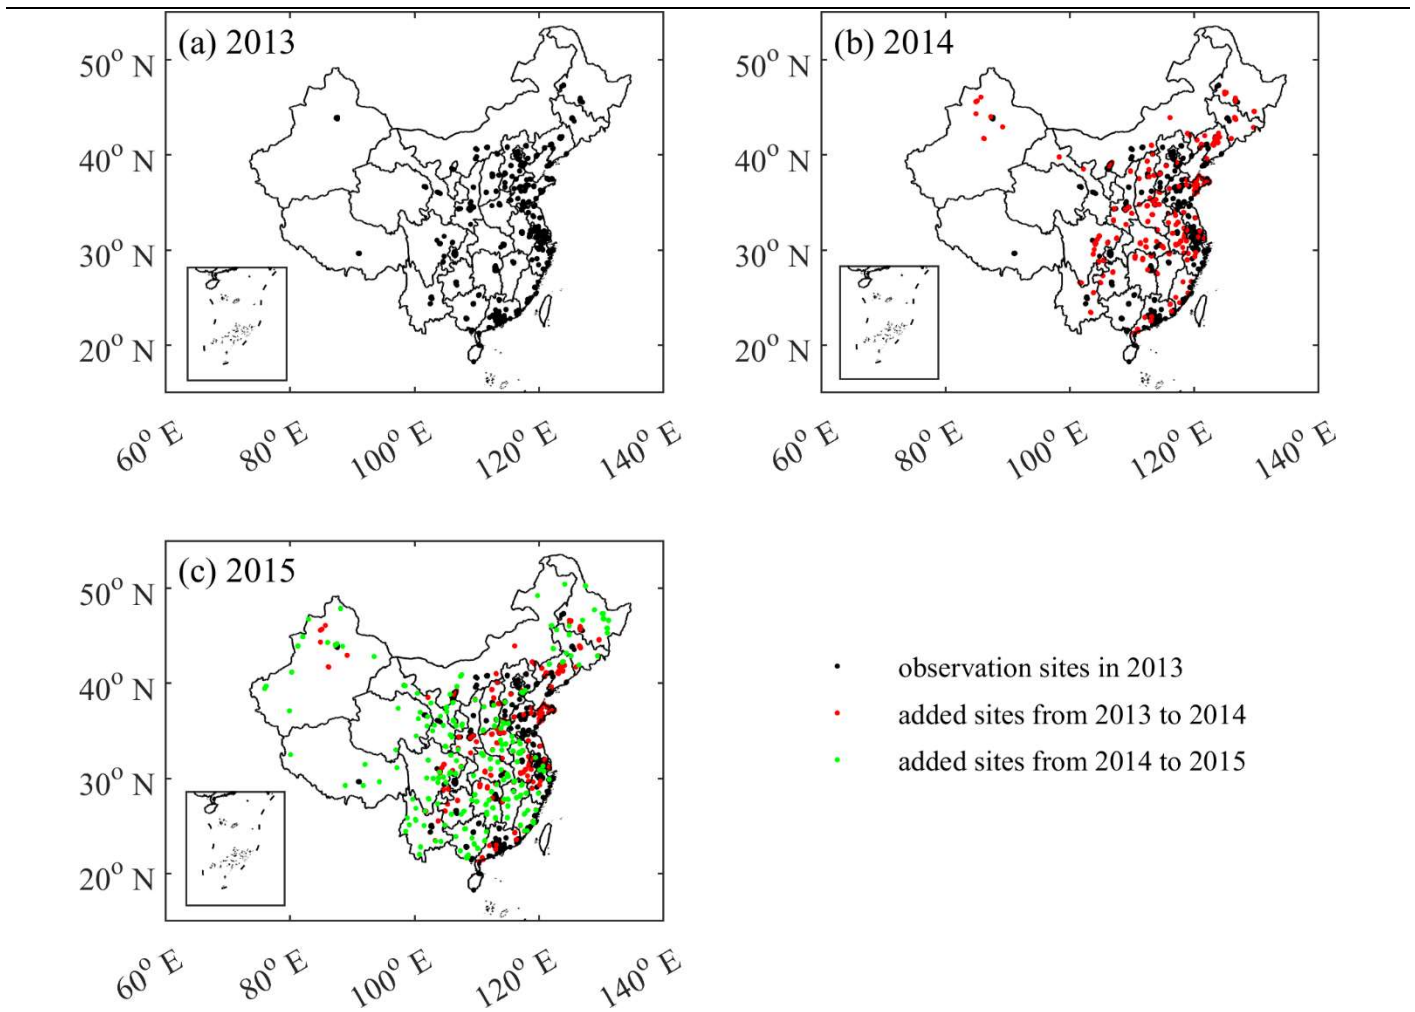 (a) 2013
50° N
40° N
30° N
20° N
60° E
80° E
100° E
120° E
140° E
(b) 2014
50° N
40° N
30° N
20° N
60° E
80° E
100° E
120° E
140° E
(c) 2015
50° N
40° N
30° N
20° N
60° E
80° E
100° E
120° E
140° E
observation sites in 2013
added sites from 2013 to 2014
added sites from 2014 to 2015